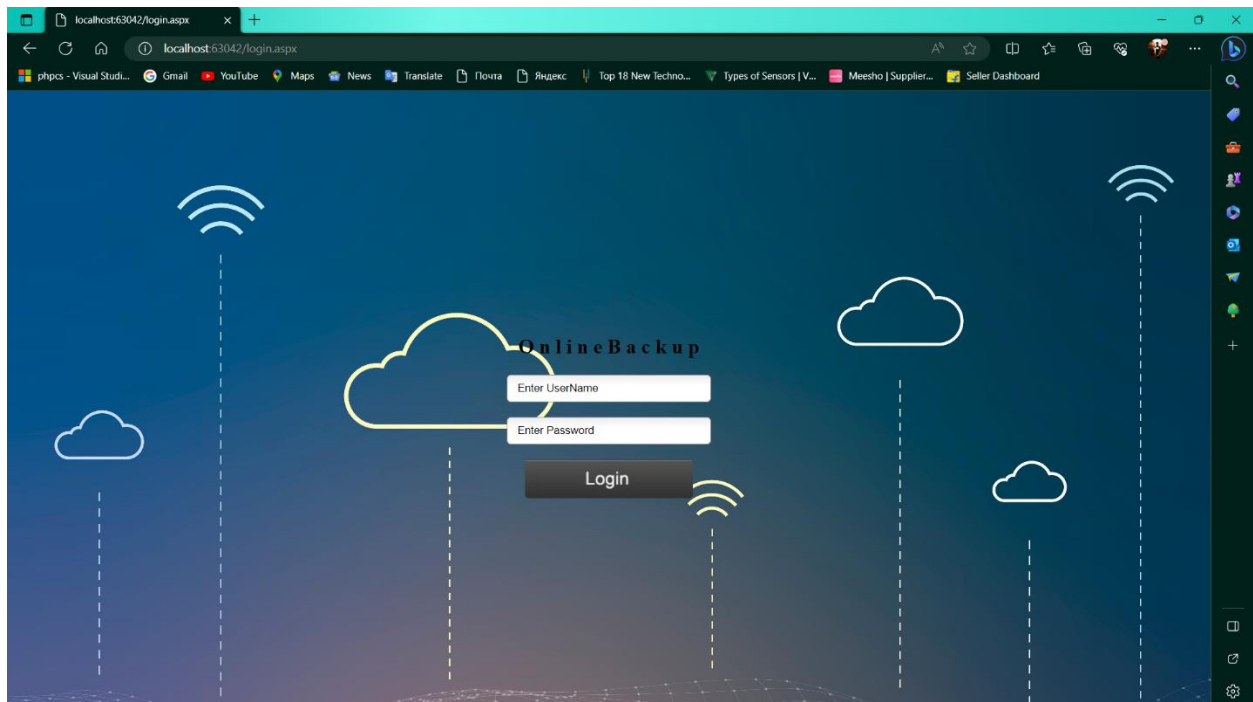 localhost:63042/login.aspx
localhost:63042/login.aspx
phpcs - Visual Studi... Gmail YouTube Maps News Translate Почта Яндекс Top 18 New Techno... Types of Sensors | V... Meesho | Supplier... Seller Dashboard
OnlineBackup
Enter UserName
Enter Password
Login